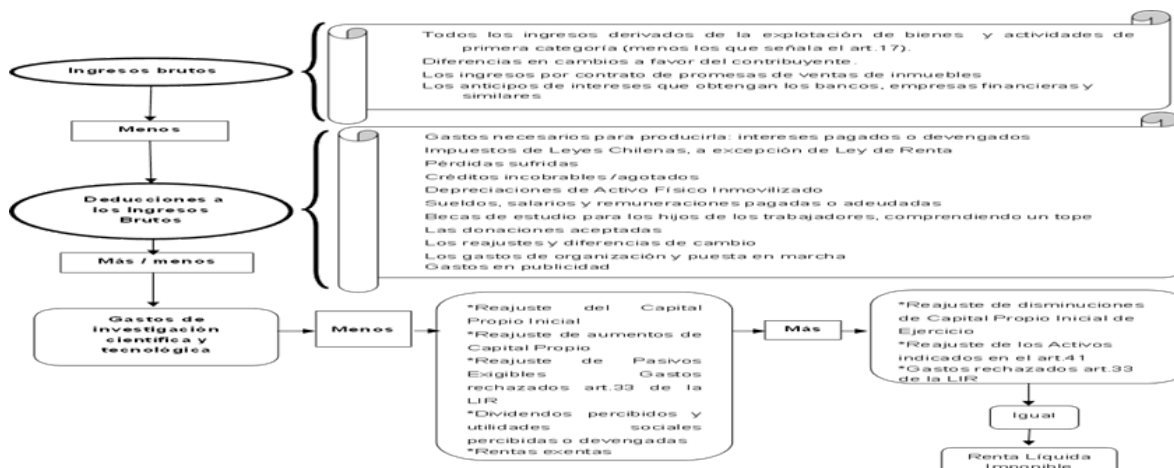 Todos los ingresos derivados de la explotación de bienes y actividades de
primera categoría (menos los que señala el art.17).
Diferencias en cambios a favor del contribuyente.
Los ingresos por contrato de promesas de ventas de inmuebles
Los anticipos de intereses que obtengan los bancos, empresas financieras y
similares
Ingresos brutos
Menos
Gastos necesarios para producirla: intereses pagados o devengados
Impuestos de Leyes Chilenas, a excepción de Ley de Renta
Pérdidas sufridas
Créditos incobrables /agotados
Depreciaciones de Activo Físico Inmovilizado
Sueldos, salarios y remuneraciones pagadas o adeudadas
Becas de estudio para los hijos de los trabajadores, comprendiendo un tope
Las donaciones aceptadas
Los reajustes y diferencias de cambio
Los gastos de organización y puesta en marcha
Gastos en publicidad
Deducciones a
los Ingresos
Brutos
Más / menos
Gastos de
investigación
científica y
tecnológica
Menos
*Reajuste del Capital
Propio Inicial
*Reajuste de aumentos de
Capital Propio
*Reajuste de Pasivos
Exigibles Gastos
rechazados art.33 de la
LIR
*Dividendos percibidos y
utilidades sociales
percibidas o devengadas
*Rentas exentas
Más
*Reajuste de disminuciones
de Capital Propio Inicial de
Ejercicio
*Reajuste de los Activos
indicados en el art.41
*Gastos rechazados art.33
de la LIR
Igual
Renta Líquida
Imponible